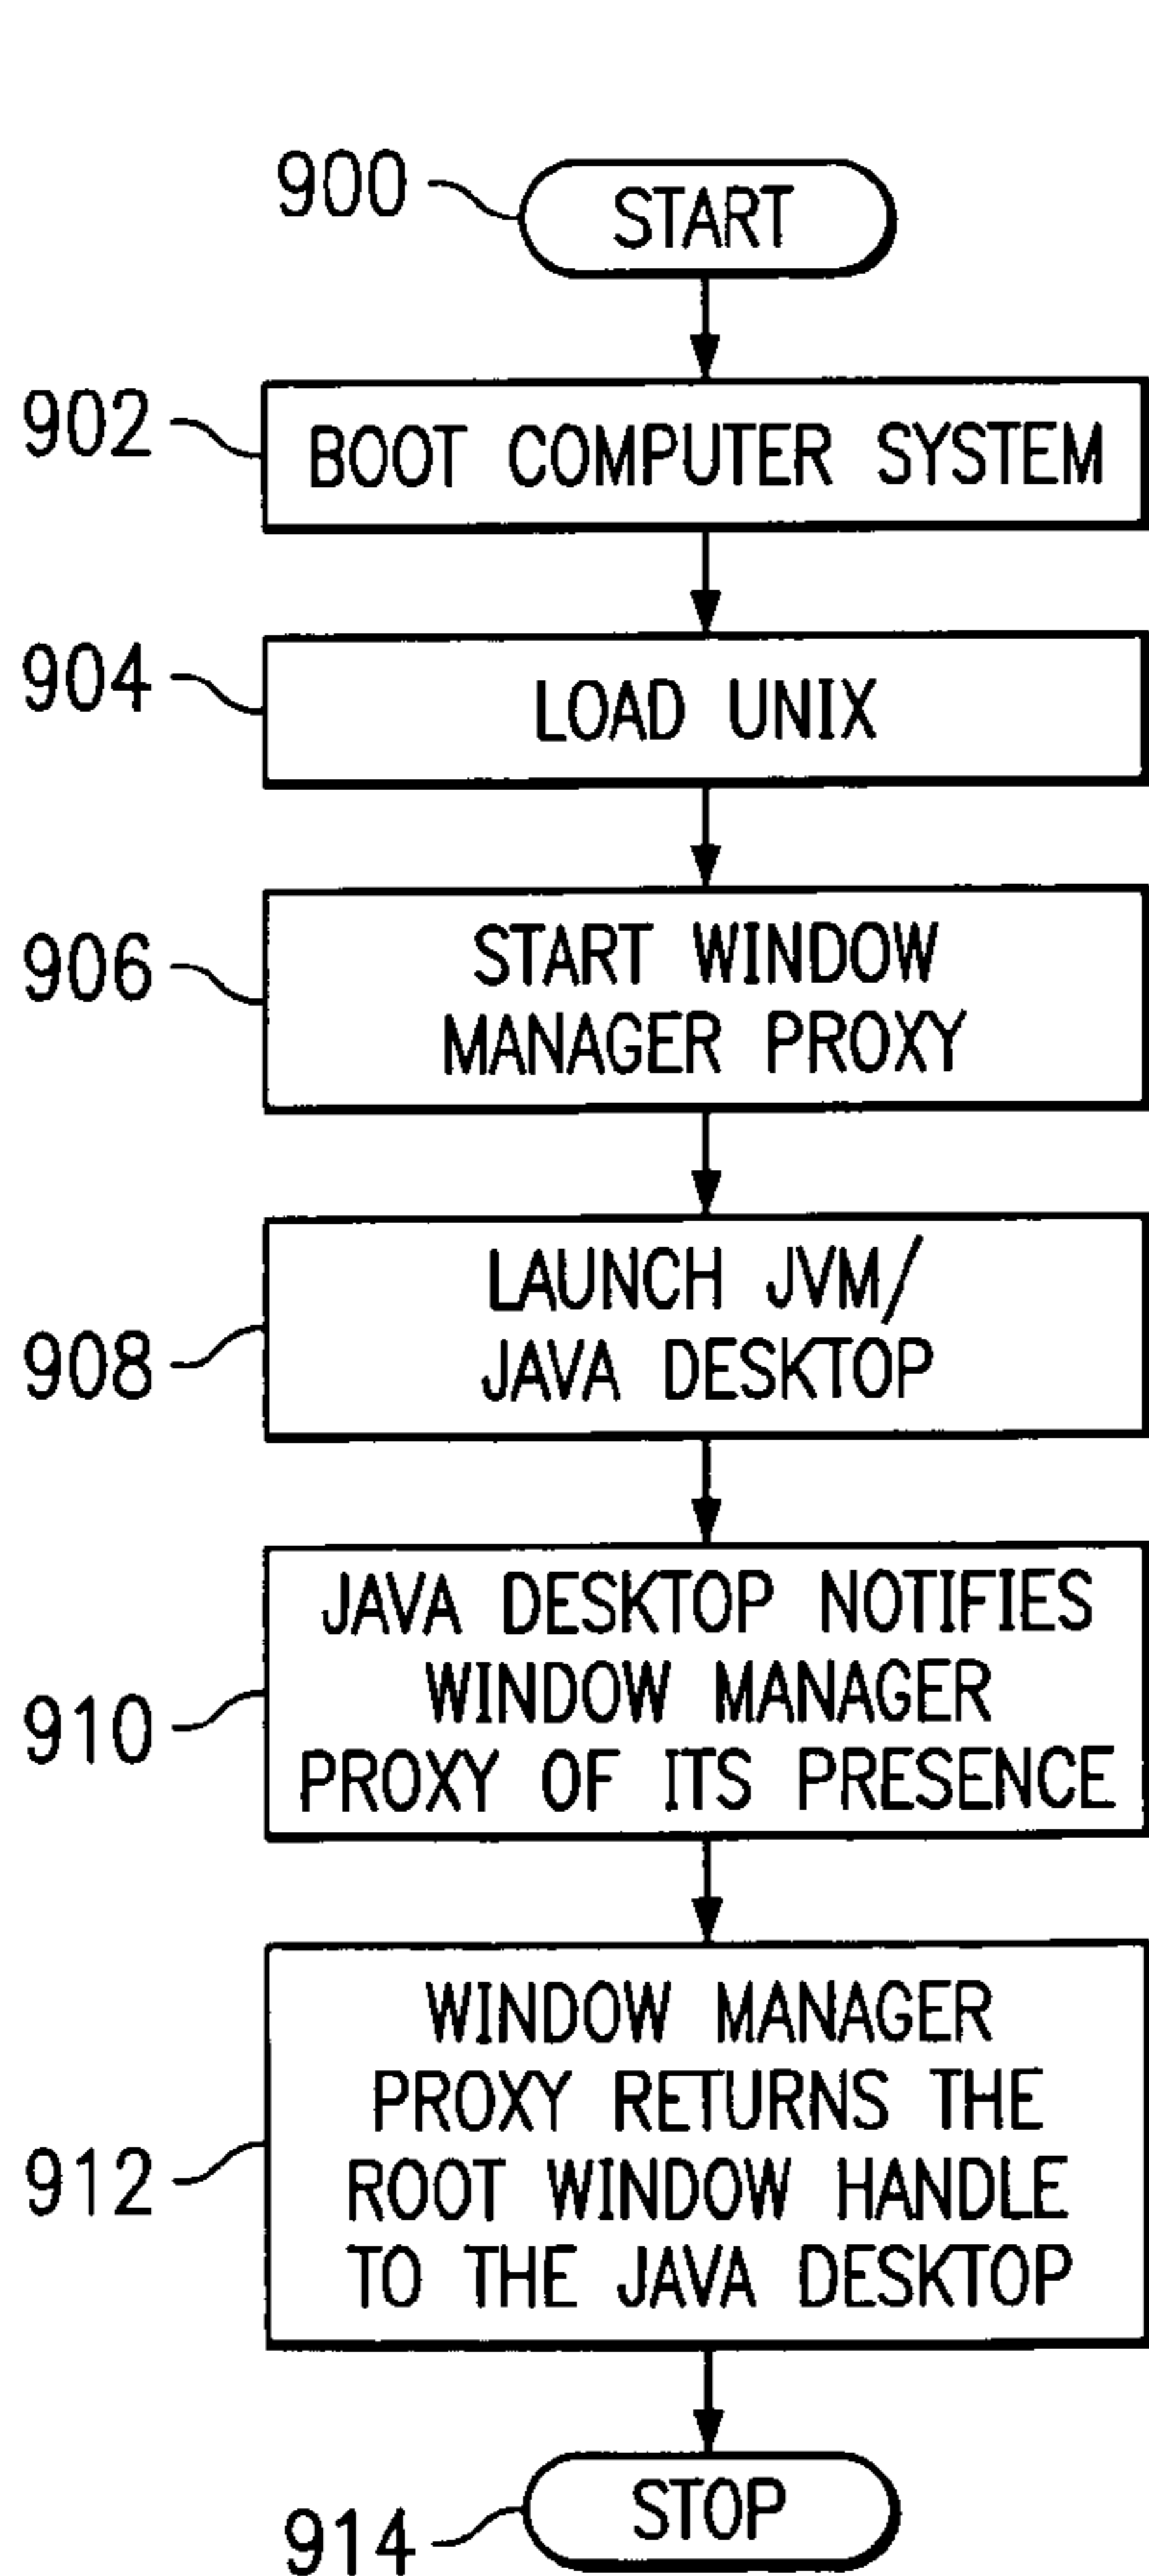 900
START
902
BOOT COMPUTER SYSTEM
904
LOAD UNIX
906
START WINDOW
MANAGER PROXY
908
LAUNCH JVM/
JAVA DESKTOP
910
JAVA DESKTOP NOTIFIES
WINDOW MANAGER
PROXY OF ITS PRESENCE
912
WINDOW MANAGER
PROXY RETURNS THE
ROOT WINDOW HANDLE
TO THE JAVA DESKTOP
914
STOP